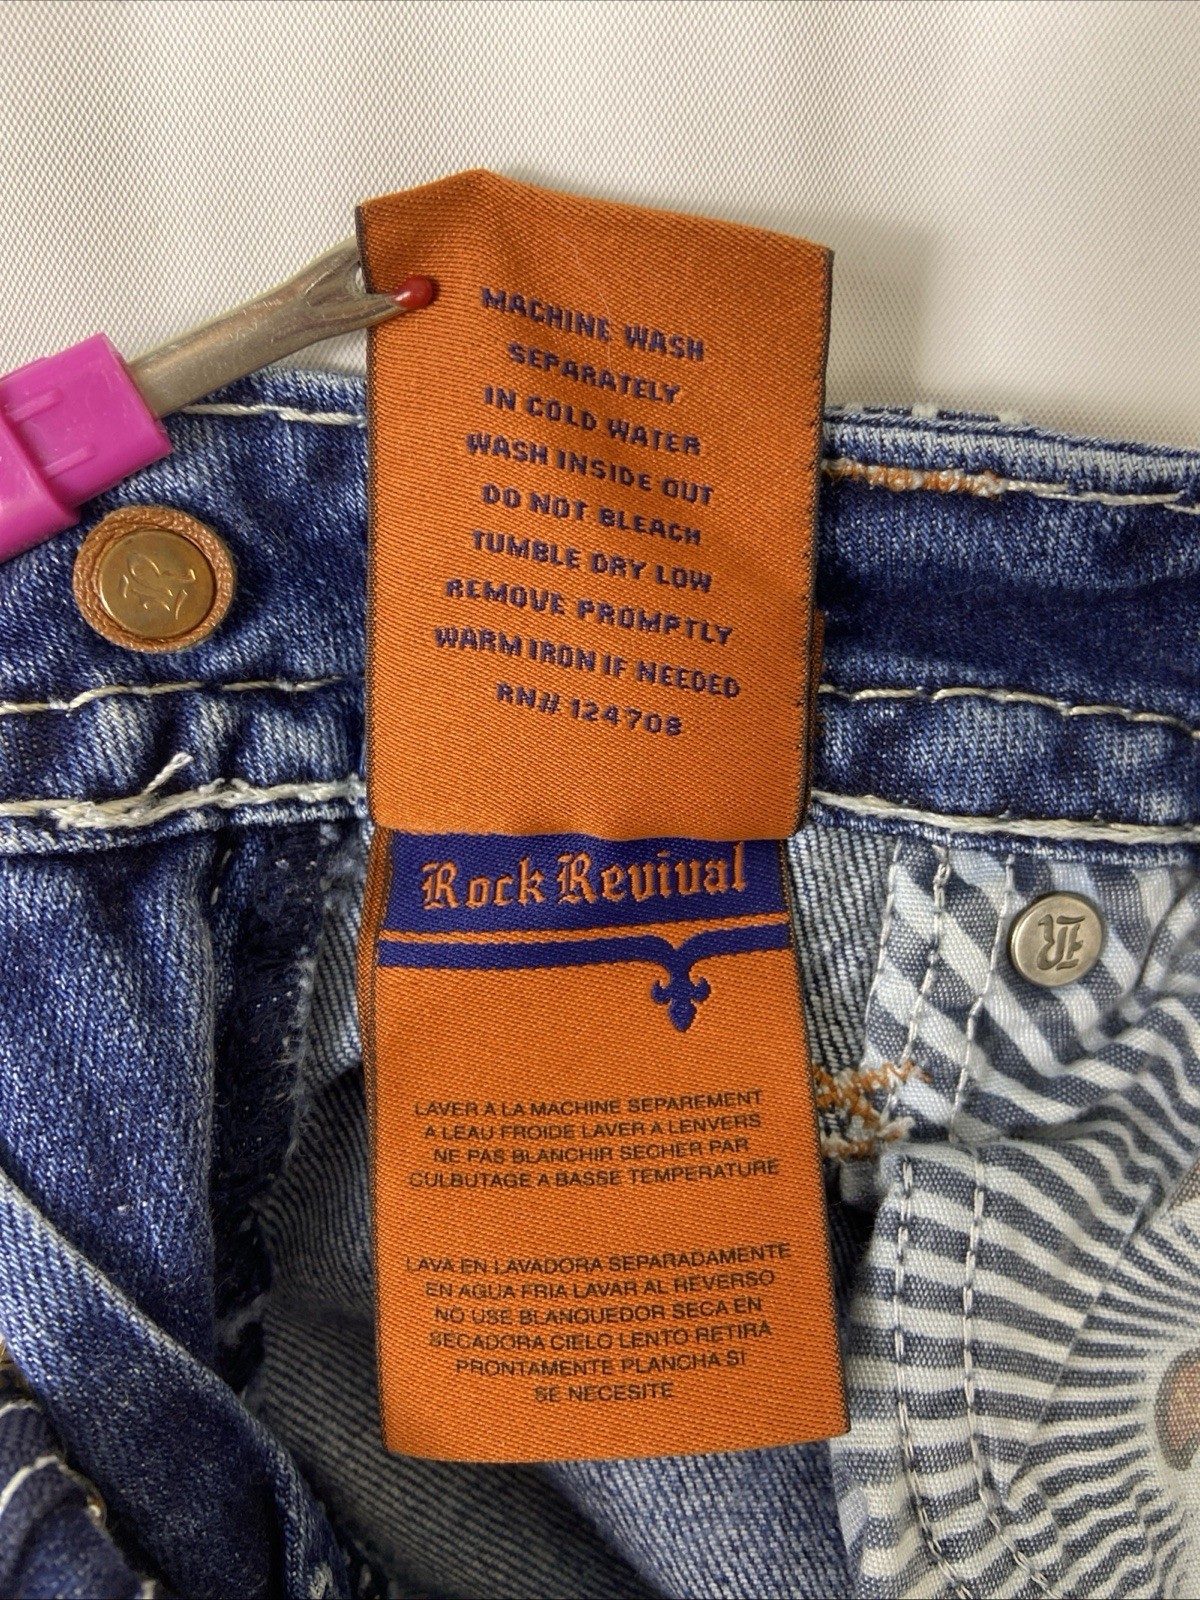 MACHINE WASH
SEPARATELY
IN COLD WATER
WASH INSIDE OUT
DO NOT BLEACH
TUMBLE DRY LOW
REMOVE PROMPTLY
WARM IRON IF NEEDED
RN# 124708
Rock Revival
LAVER A LA MACHINE SEPAREMENT
A LEAU FROIDE LAVER A LENVERS
NE PAS BLANCHIR SECHER PAR
CULBUTAGE A BASSE TEMPERATURE
LAVA EN LAVADORA SEPARADAMENTE
EN AGUA FRIA LAVAR AL REVERSO
NO USE BLANQUEDOR SECA EN
SECADORA CIELO LENTO RETIRA
PRONTAMENTE PLANCHA SI
SE NECESITE